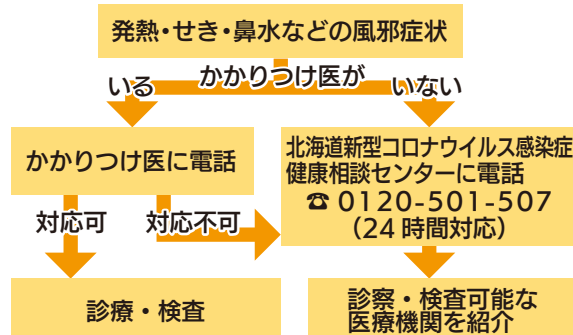 発熱・せき・鼻水などの風邪症状
かかりつけ医が
いる
いない
かかりつけ医に電話
北海道新型コロナウイルス感染症
健康相談センターに電話
☎ 0120-501-507
（24 時間対応）
対応可
対応不可
診療・検査
診察・検査可能な
医療機関を紹介